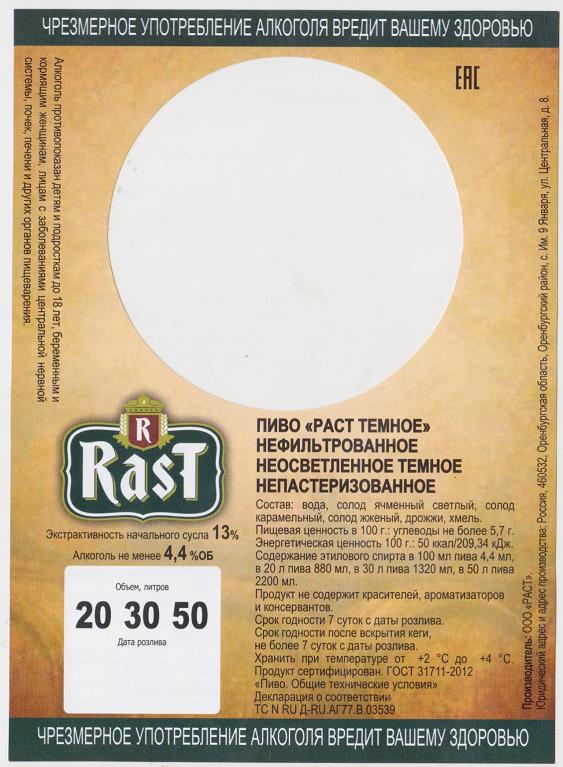 ЧРЕЗМЕРНОЕ УПОТРЕБЛЕНИЕ АЛКОГОЛЯ ВРЕДИТ ВАШЕМУ ЗДОРОВЬЮ
ЕАС
Алкоголь противопоказан детям и подросткам до 18 лет, беременным и
кормящим женщинам, лицам с заболеваниями центральной нервной
системы, почек, печени и других органов пищеварения.
R
RasT
Экстрактивность начального сусла 13%
Алкоголь не менее 4,4 %ОБ
Объем, литров
20 30 50
Дата розлива
ПИВО «РАСТ ТЕМНОЕ»
НЕФИЛЬТРОВАННОЕ
НЕОСВЕТЛЕННОЕ ТЕМНОЕ
НЕПАСТЕРИЗОВАННОЕ
Состав: вода, солод ячменный светлый, солод
карамельный, солод жженый, дрожжи, хмель.
Пищевая ценность в 100 г.: углеводы не более 5,7 г.
Энергетическая ценность 100 г.: 50 ккал/209,34 кДж.
Содержание этилового спирта в 100 мл пива 4,4 мл,
в 20 л пива 880 мл, в 30 л пива 1320 мл, в 50 л пива
2200 мл.
Продукт не содержит красителей, ароматизаторов
и консервантов.
Срок годности 7 суток с даты розлива.
Срок годности после вскрытия кеги,
не более 7 суток с даты розлива.
Хранить при температуре от +2 °С до +4 °С.
Продукт сертифицирован. ГОСТ 31711-2012
«Пиво. Общие технические условия»
Декларация о соответствии
ТС N RU Д-RU.АГ77.В.03539
Производитель: ООО «РАСТ».
Юридический адрес и адрес производства: Россия, 460532, Оренбургская область, Оренбургский район, с. Им. 9 Января, ул. Центральная, д. 8.
ЧРЕЗМЕРНОЕ УПОТРЕБЛЕНИЕ АЛКОГОЛЯ ВРЕДИТ ВАШЕМУ ЗДОРОВЬЮ